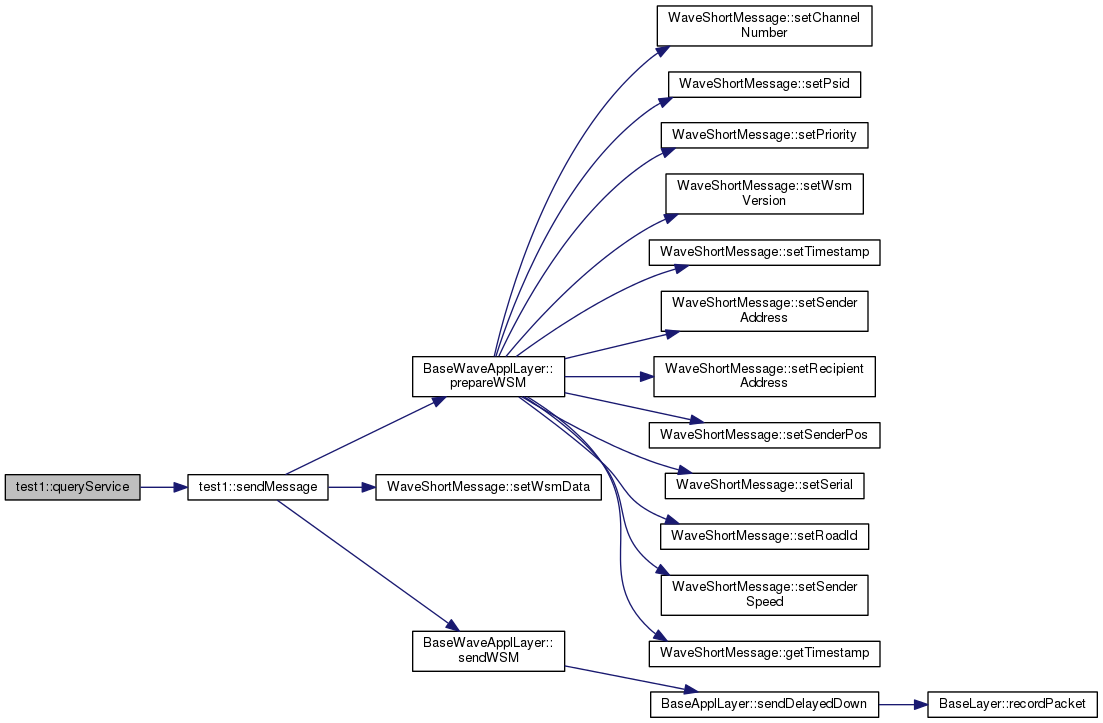 WaveShortMessage::setChannel
Number
WaveShortMessage::setPsid
WaveShortMessage::setPriority
WaveShortMessage::setWsm
Version
WaveShortMessage::setTimestamp
WaveShortMessage::setSender
Address
BaseWaveApplLayer::
prepareWSM
WaveShortMessage::setRecipient
Address
WaveShortMessage::setSenderPos
test1::queryService
test1::sendMessage
WaveShortMessage::setWsmData
WaveShortMessage::setSerial
WaveShortMessage::setRoadId
WaveShortMessage::setSender
Speed
BaseWaveApplLayer::
sendWSM
WaveShortMessage::getTimestamp
BaseApplLayer::sendDelayedDown
BaseLayer::recordPacket